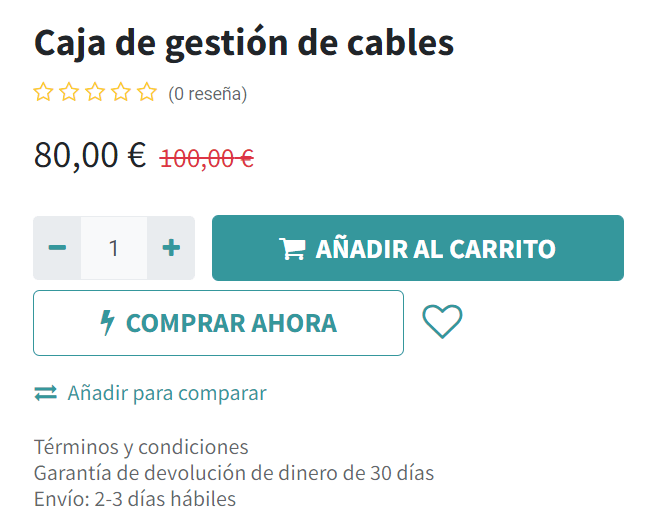 Caja de gestión de cables
(0 reseña)
80,00 € 100,00 €
1 AÑADIR AL CARRITO
COMPRAR AHORA
Añadir para comparar
Términos y condiciones
Garantía de devolución de dinero de 30 días
Envío: 2-3 días hábiles